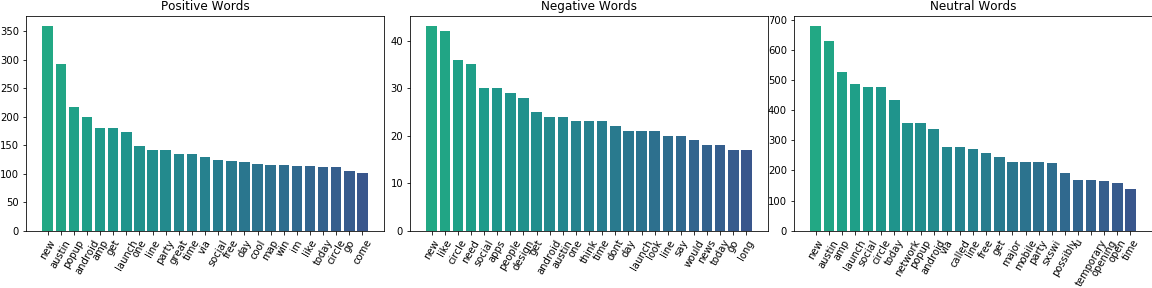 Positive Words
350
300
250
200
150
100
50
0
new
austin
popup
android
amp
get
launch
one
line
party
great
time
via
social
free
day
cool
map
win
im
like
today
circle
go
come
Negative Words
40
30
20
10
0
new
like
circle
need
social
apps
people
design
get
android
austin
one
think
time
dont
day
launch
look
line
say
would
news
today
go
long
Neutral Words
700
600
500
400
300
200
100
0
new
austin
amp
launch
social
circle
today
network
popup
android
via
called
line
free
get
major
mobile
party
sxswi
possibly
u
temporary
opening
open
time